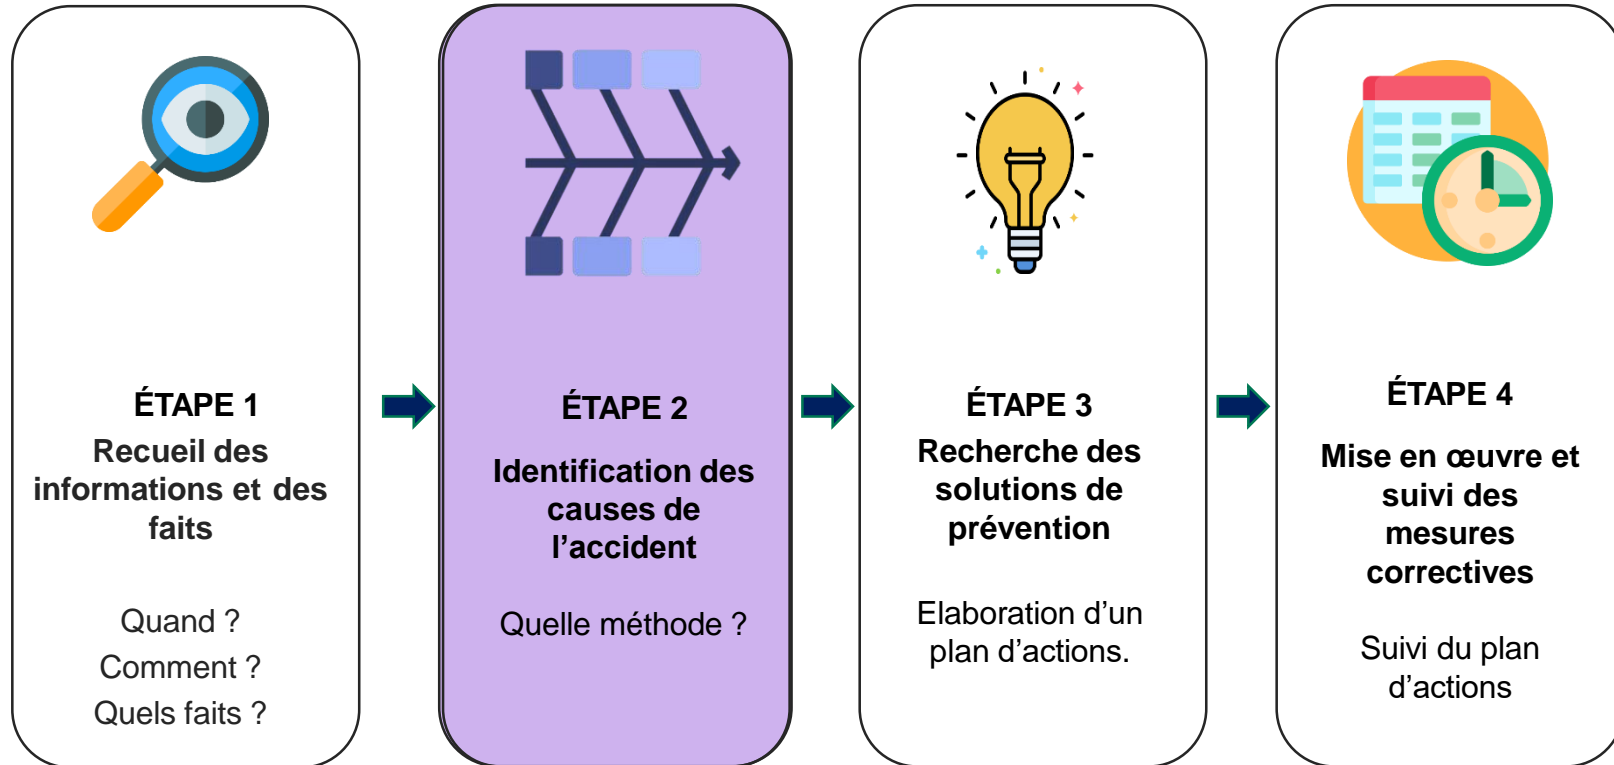 ÉTAPE 1
Recueil des
informations et des
faits
Quand ?
Comment ?
Quels faits ?
ÉTAPE 2
Identification des
causes de
l’accident
Quelle méthode ?
ÉTAPE 3
Recherche des
solutions de
prévention
Elaboration d’un
plan d’actions.
ÉTAPE 4
Mise en œuvre et
suivi des
mesures
correctives
Suivi du plan
d’actions